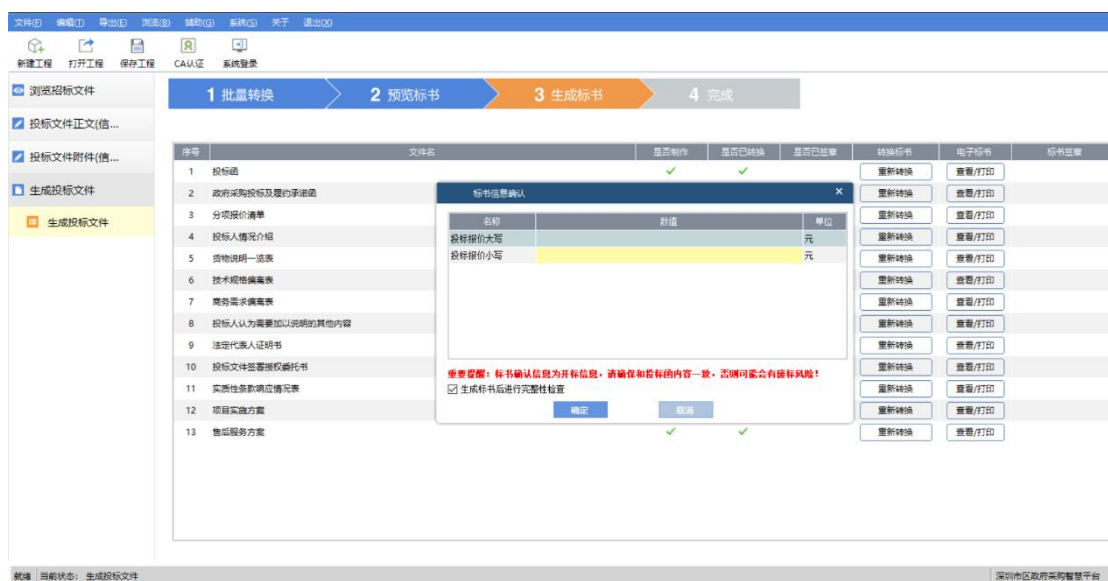 文件(F) 编辑(T) 导出(E) 浏览(B) 辅助(G) 系统(S) 关于 退出(X)
新建工程 打开工程 保存工程 CA认证 系统登录
浏览招标文件
投标文件正文(信...
投标文件附件(信...
生成投标文件
生成投标文件
1 批量转换 2 预览标书 3 生成标书 4 完成
序号 文件名 是否制作 是否已转换 是否已签章 转换标书 电子标书 标书签章
1 投标函 重新转换 查看/打印
2 政府采购投标及履约承诺函 重新转换 查看/打印
3 分项报价清单 重新转换 查看/打印
4 投标人情况介绍 重新转换 查看/打印
5 货物说明一览表 重新转换 查看/打印
6 技术规格偏离表 重新转换 查看/打印
7 商务需求偏离表 重新转换 查看/打印
8 投标人认为需要加以说明的其他内容 重新转换 查看/打印
9 法定代表人证明书 重新转换 查看/打印
10 投标文件签署授权委托书 重新转换 查看/打印
11 实质性条款响应情况表 重新转换 查看/打印
12 项目实施方案 重新转换 查看/打印
13 售后服务方案 重新转换 查看/打印
标书信息确认
名称 数值 单位
投标报价大写 元
投标报价小写 元
重要提醒：标书确认信息为开标信息，请确保和投标函内容一致，否则可能会有废标风险！
生成标书后进行完整性检查
确定 取消
就绪 当前状态： 生成投标文件 深圳市区政府采购智慧平台